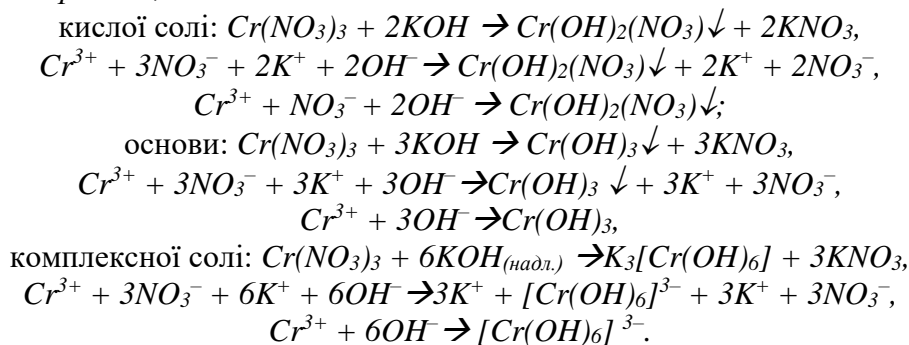 кислої солі: Cr(NO₃)₃ + 2KOH → Cr(OH)₂(NO₃)↓ + 2KNO₃,
Cr³⁺ + 3NO₃⁻ + 2K⁺ + 2OH⁻→ Cr(OH)₂(NO₃)↓ + 2K⁺ + 2NO₃⁻,
Cr³⁺ + NO₃⁻ + 2OH⁻ → Cr(OH)₂(NO₃)↓;
основи: Cr(NO₃)₃ + 3KOH → Cr(OH)₃↓ + 3KNO₃,
Cr³⁺ + 3NO₃⁻ + 3K⁺ + 3OH⁻→Cr(OH)₃ ↓ + 3K⁺ + 3NO₃⁻,
Cr³⁺ + 3OH⁻→Cr(OH)₃,
комплексної солі: Cr(NO₃)₃ + 6KOH(надл.) →K₃[Cr(OH)₆] + 3KNO₃,
Cr³⁺ + 3NO₃⁻ + 6K⁺ + 6OH⁻→3K⁺ + [Cr(OH)₆]³⁻ + 3K⁺ + 3NO₃⁻,
Cr³⁺ + 6OH⁻→ [Cr(OH)₆] ³⁻.